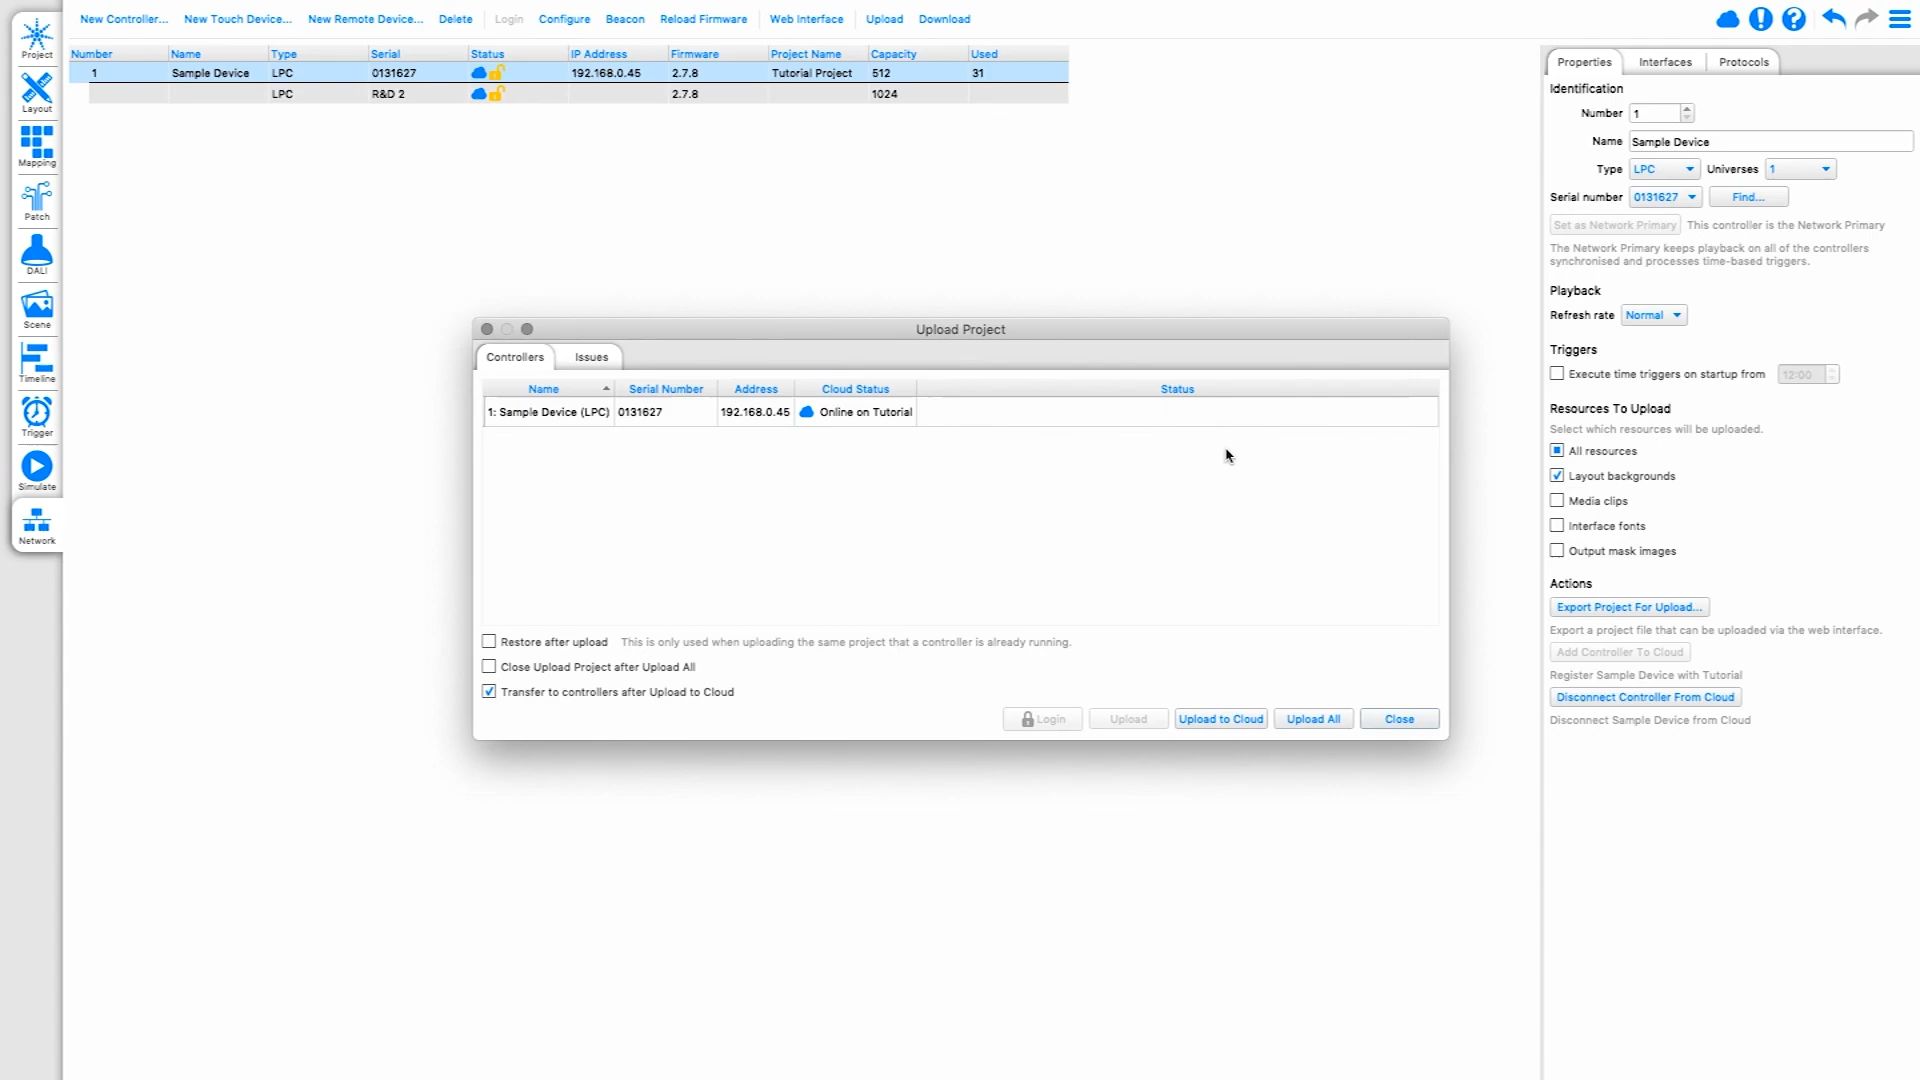 New Controller... New Touch Device... New Remote Device... Delete Login Configure Beacon Reload Firmware Web Interface Upload Download
Project
Layout
Mapping
Patch
DALI
Scene
Timeline
Trigger
Simulate
Network
Number Name Type Serial Status IP Address Firmware Project Name Capacity Used
1 Sample Device LPC 0131627 192.168.0.45 2.7.8 Tutorial Project 512 31
LPC R&D 2 2.7.8 1024
Upload Project
Controllers Issues
Name Serial Number Address Cloud Status Status
1: Sample Device (LPC) 0131627 192.168.0.45 Online on Tutorial
Restore after upload This is only used when uploading the same project that a controller is already running.
Close Upload Project after Upload All
Transfer to controllers after Upload to Cloud
Login Upload Upload to Cloud Upload All Close
Properties Interfaces Protocols
Identification
Number 1
Name Sample Device
Type LPC Universes 1
Serial number 0131627 Find...
Set as Network Primary This controller is the Network Primary
The Network Primary keeps playback on all of the controllers
synchronised and processes time-based triggers.
Playback
Refresh rate Normal
Triggers
Execute time triggers on startup from 12:00
Resources To Upload
Select which resources will be uploaded.
All resources
Layout backgrounds
Media clips
Interface fonts
Output mask images
Actions
Export Project For Upload...
Export a project file that can be uploaded via the web interface.
Add Controller To Cloud
Register Sample Device with Tutorial
Disconnect Controller From Cloud
Disconnect Sample Device from Cloud